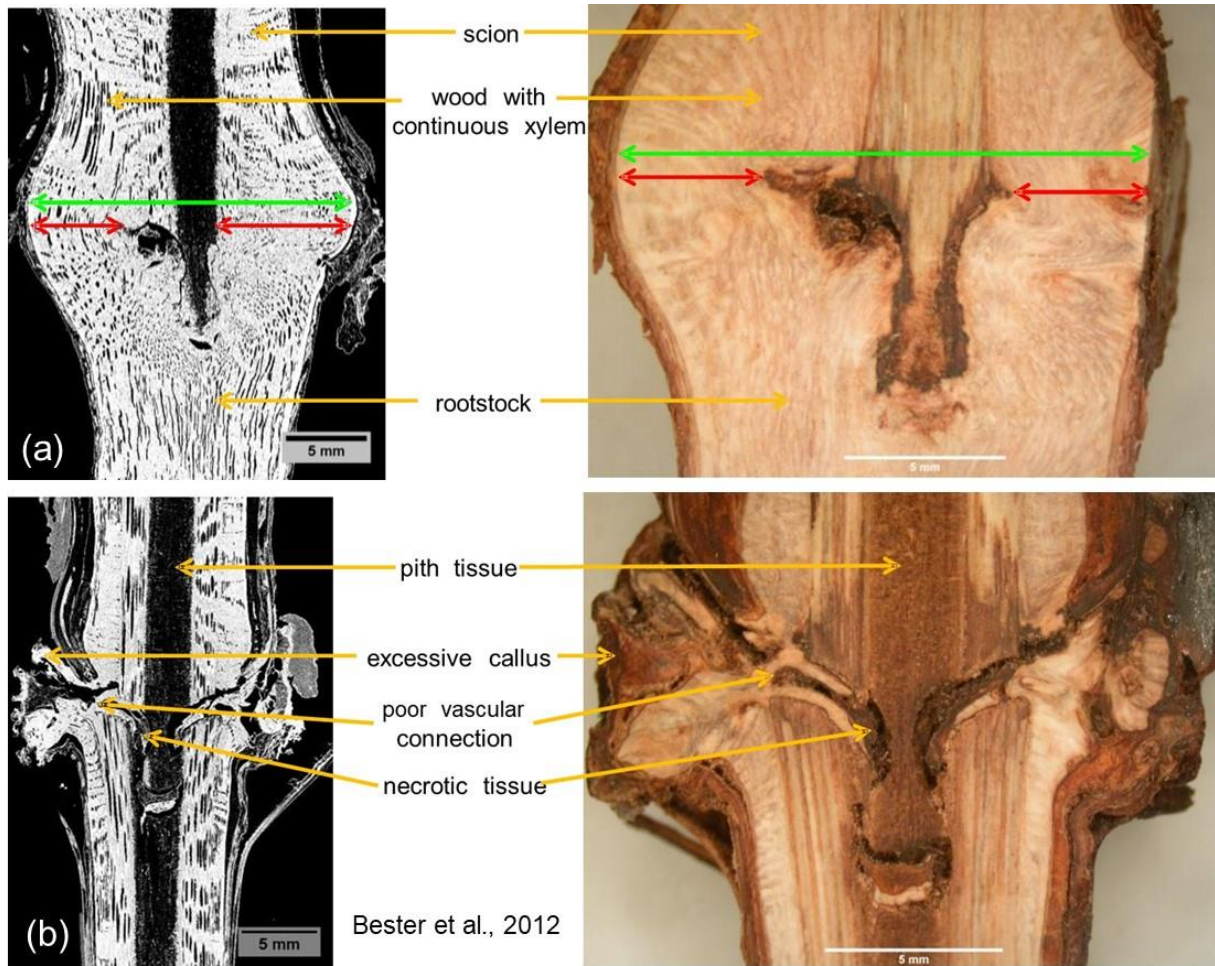 scion
wood with
continuous xylem
rootstock
(a)
5 mm
5 mm
pith tissue
excessive callus
poor vascular
connection
necrotic tissue
(b)
5 mm
Bester et al., 2012
5 mm